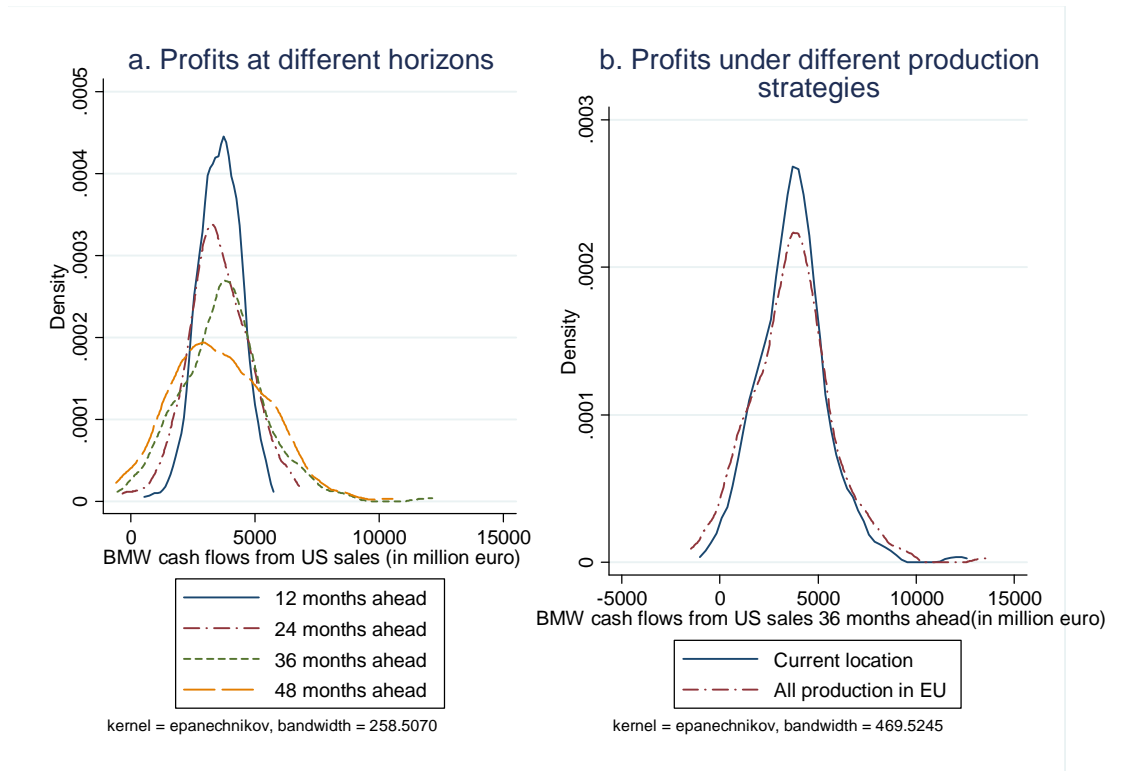 a. Profits at different horizons
Density
0
.0001
.0002
.0003
.0004
.0005
0
5000
10000
15000
BMW cash flows from US sales (in million euro)
12 months ahead
24 months ahead
36 months ahead
48 months ahead
kernel = epanechnikov, bandwidth = 258.5070
b. Profits under different production
strategies
Density
0
.0001
.0002
.0003
-5000
0
5000
10000
15000
BMW cash flows from US sales 36 months ahead(in million euro)
Current location
All production in EU
kernel = epanechnikov, bandwidth = 469.5245